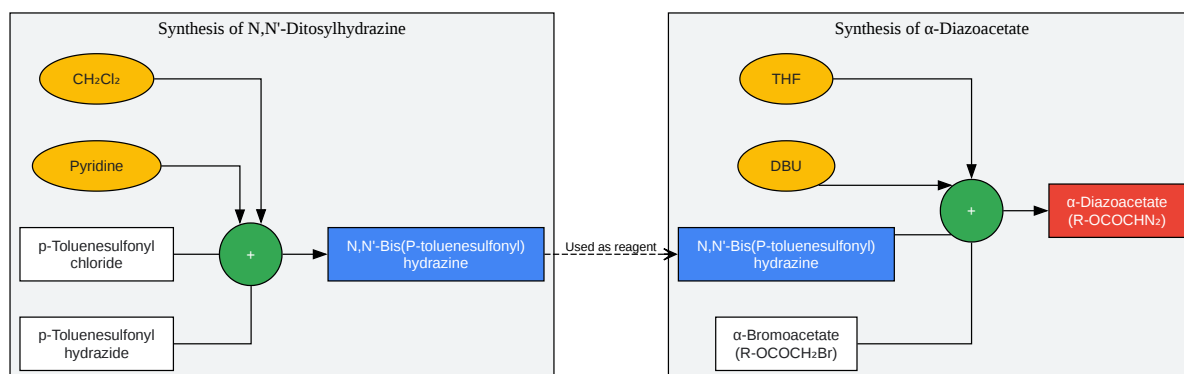 Synthesis of N,N'-Ditosylhydrazine
CH₂Cl₂
Pyridine
p-Toluenesulfonyl
chloride
p-Toluenesulfonyl
hydrazide
+
N,N'-Bis(P-toluenesulfonyl)
hydrazine
Used as reagent
Synthesis of α-Diazoacetate
THF
DBU
N,N'-Bis(P-toluenesulfonyl)
hydrazine
α-Bromoacetate
(R-OCOCH₂Br)
+
α-Diazoacetate
(R-OCOCHN₂)